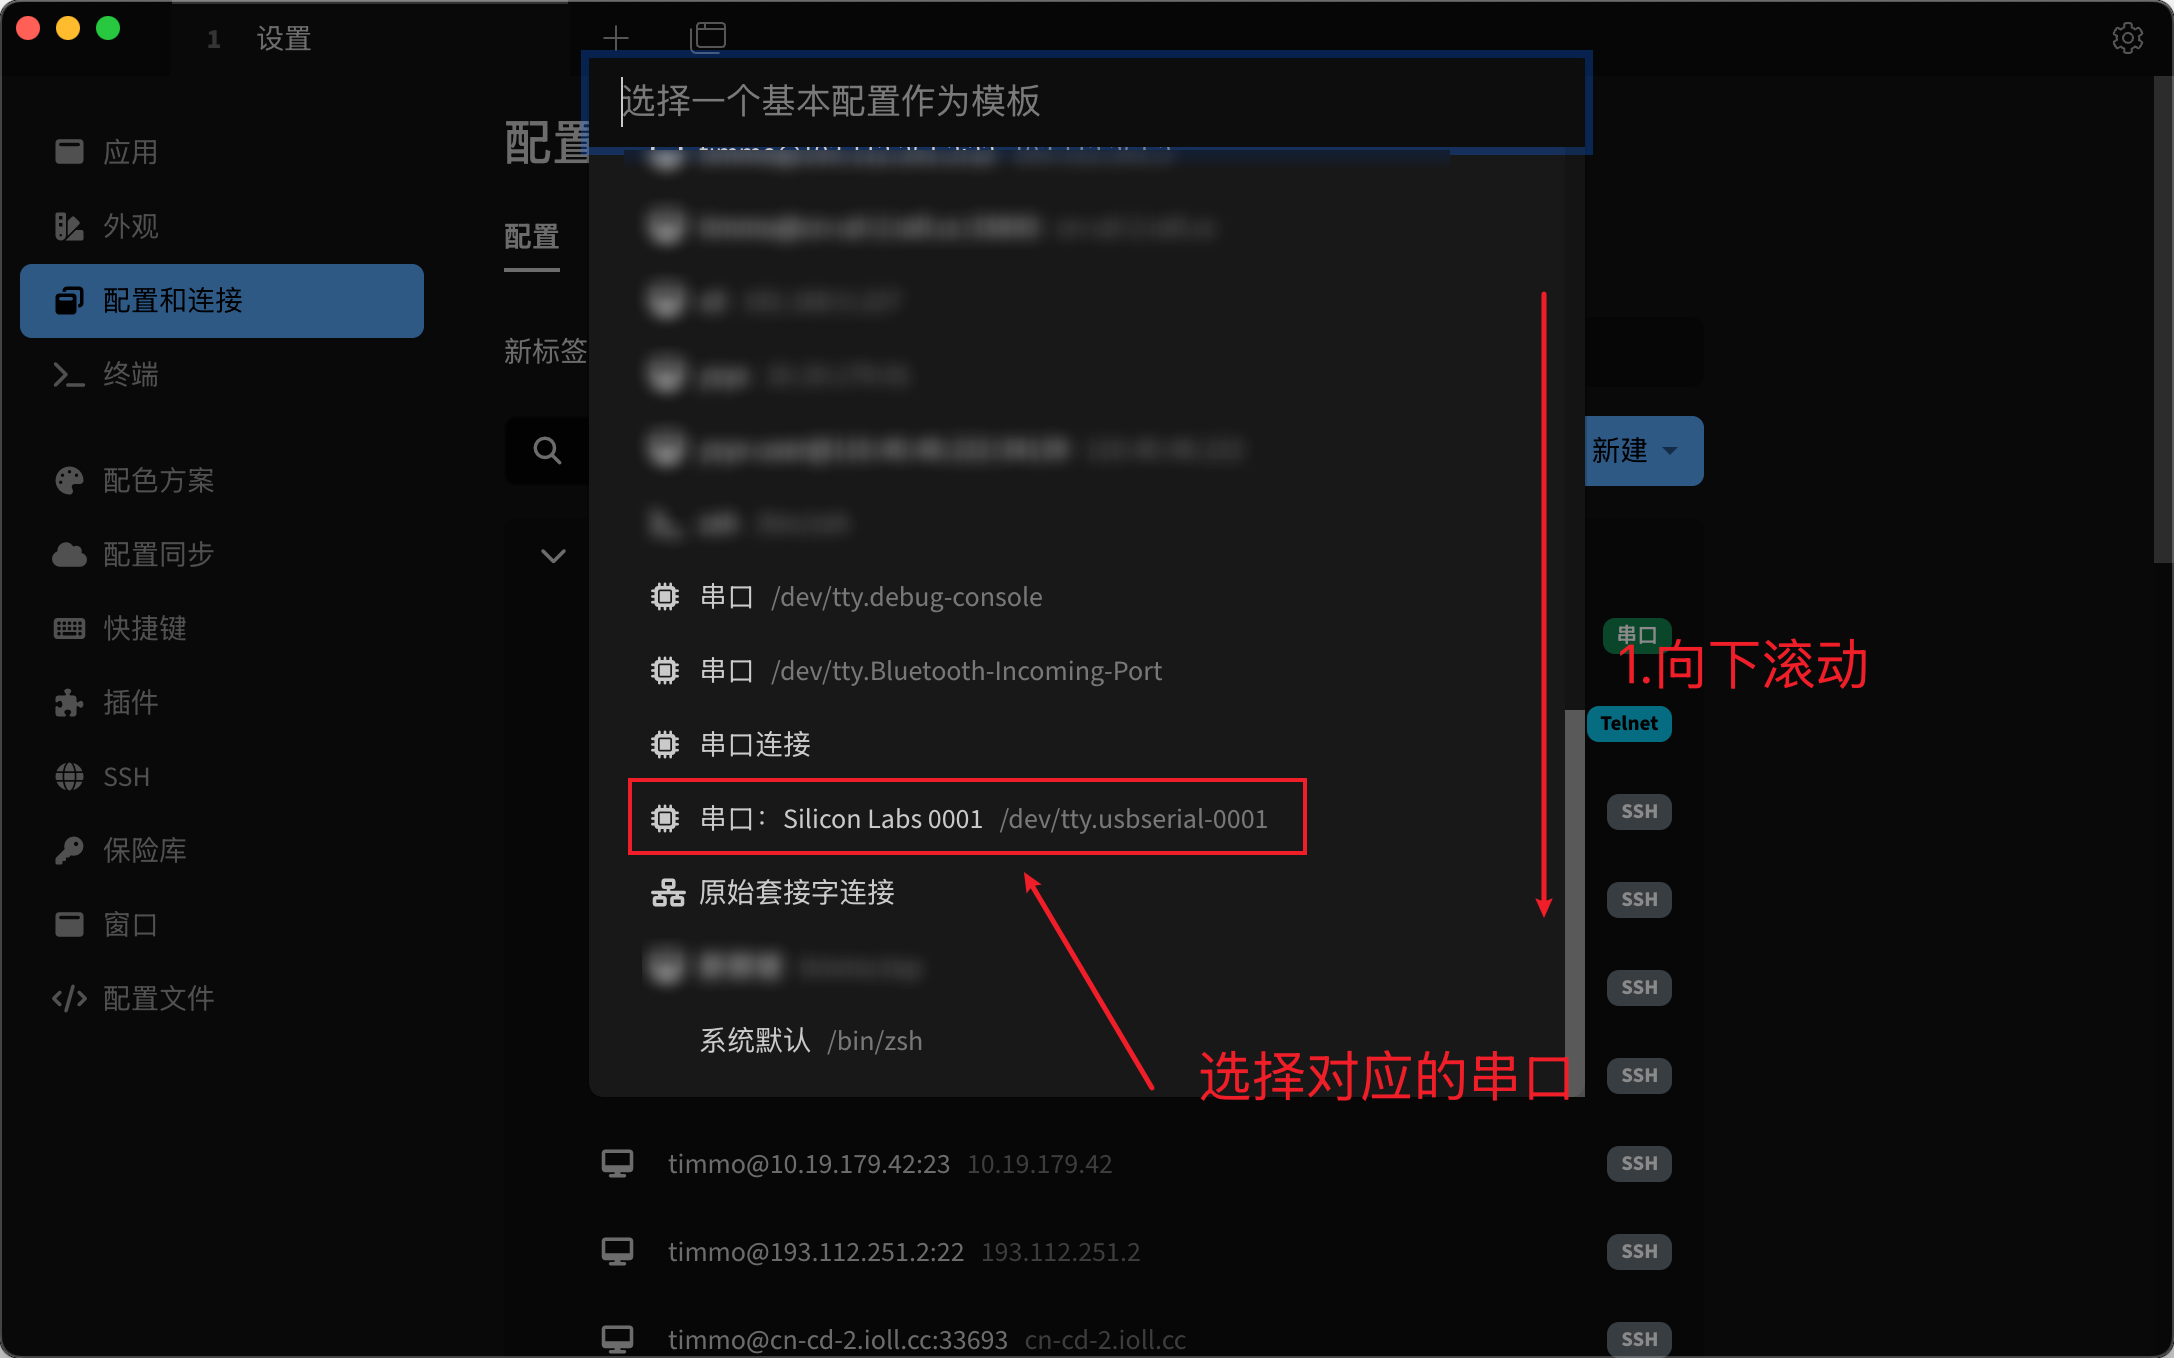 1 设置
选择一个基本配置作为模板
应用
外观
配置和连接
终端
配色方案
配置同步
快捷键
插件
SSH
保险库
窗口
配置文件
配置
配置
新标签
新建
串口 /dev/tty.debug-console
串口 /dev/tty.Bluetooth-Incoming-Port
串口连接
串口： Silicon Labs 0001 /dev/tty.usbserial-0001
原始套接字连接
系统默认 /bin/zsh
串口
1.向下滚动
Telnet
SSH
SSH
SSH
SSH
选择对应的串口
timmo@10.19.179.42:23 10.19.179.42 SSH
timmo@193.112.251.2:22 193.112.251.2 SSH
timmo@cn-cd-2.ioll.cc:33693 cn-cd-2.ioll.cc SSH